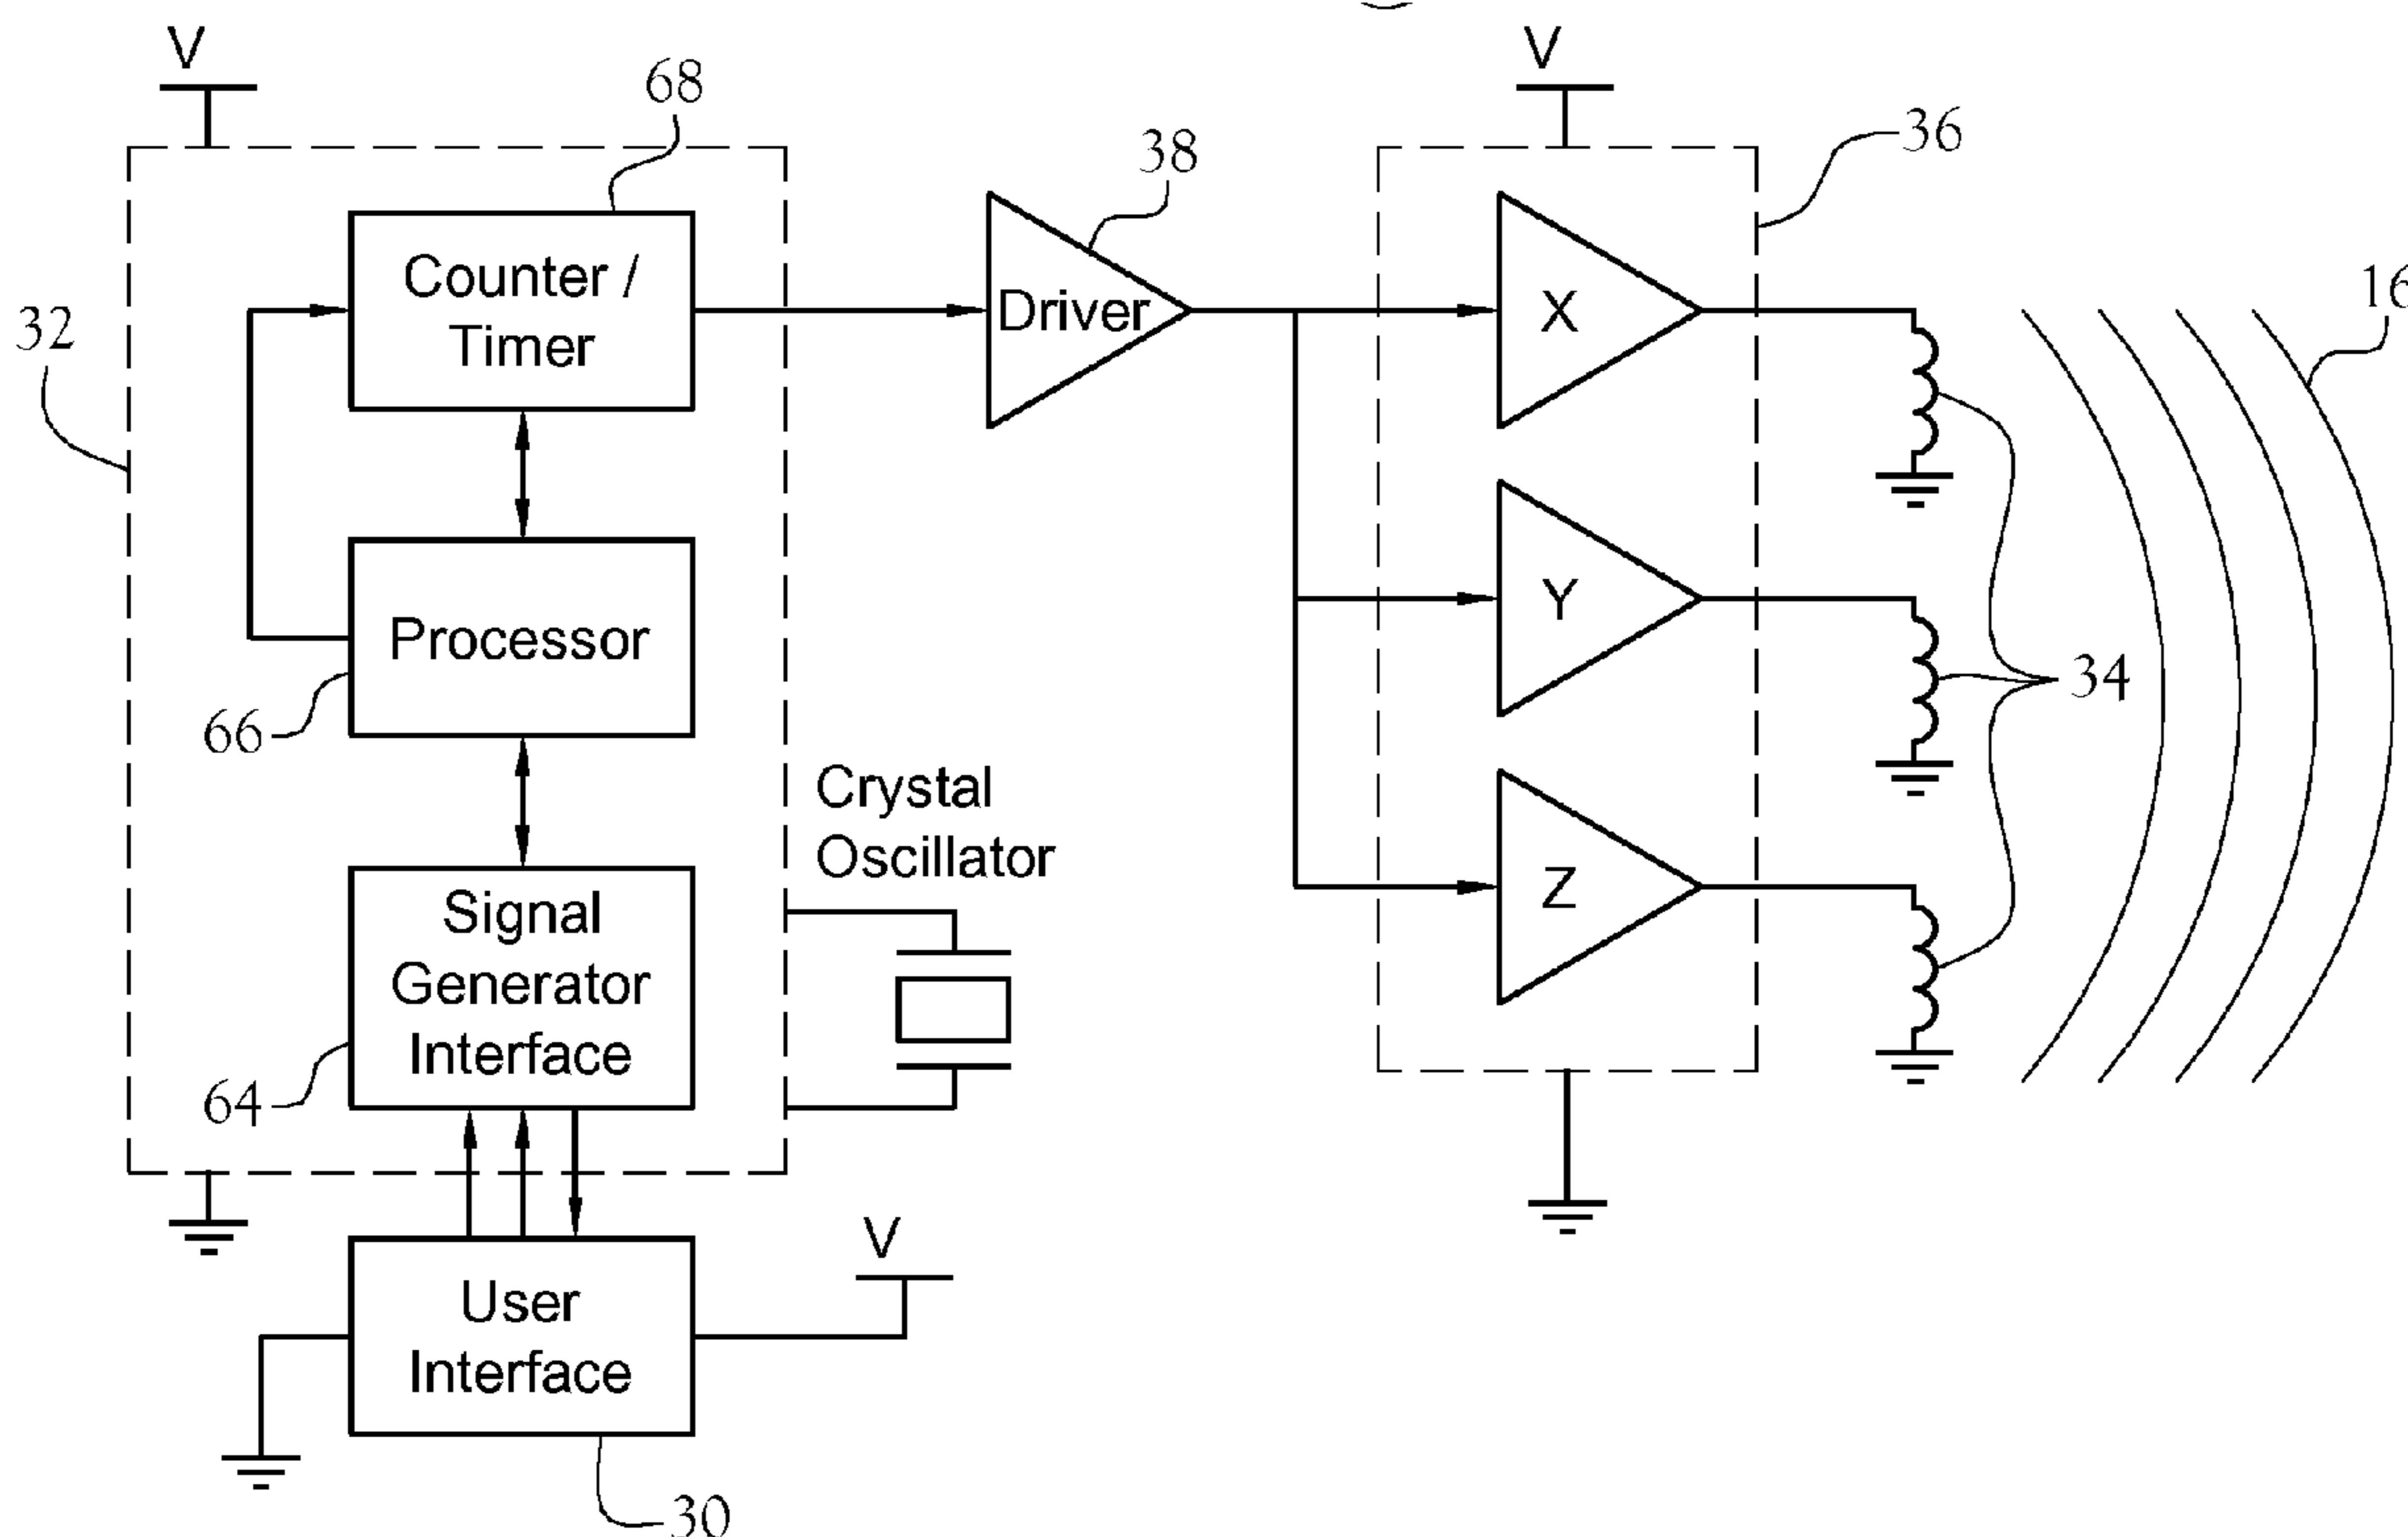 V
V
68
38
36
Counter /
Timer
Driver
X
16
32
Y
Processor
34
66
Crystal
Oscillator
Z
Signal
Generator
Interface
64
V
User
Interface
30